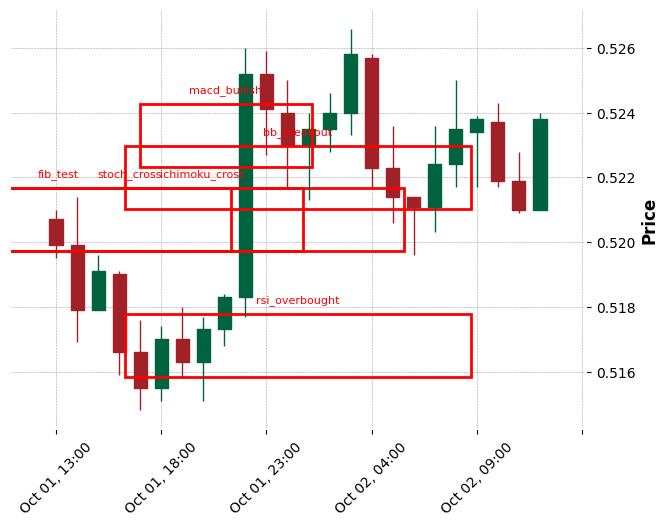 macd_bullish
bb_breakout
fib_test
stoch_cross
ichimoku_cross
rsi_overbought
0.526
0.524
0.522
0.520
0.518
0.516
Price
Oct 01, 13:00
Oct 01, 18:00
Oct 01, 23:00
Oct 02, 04:00
Oct 02, 09:00